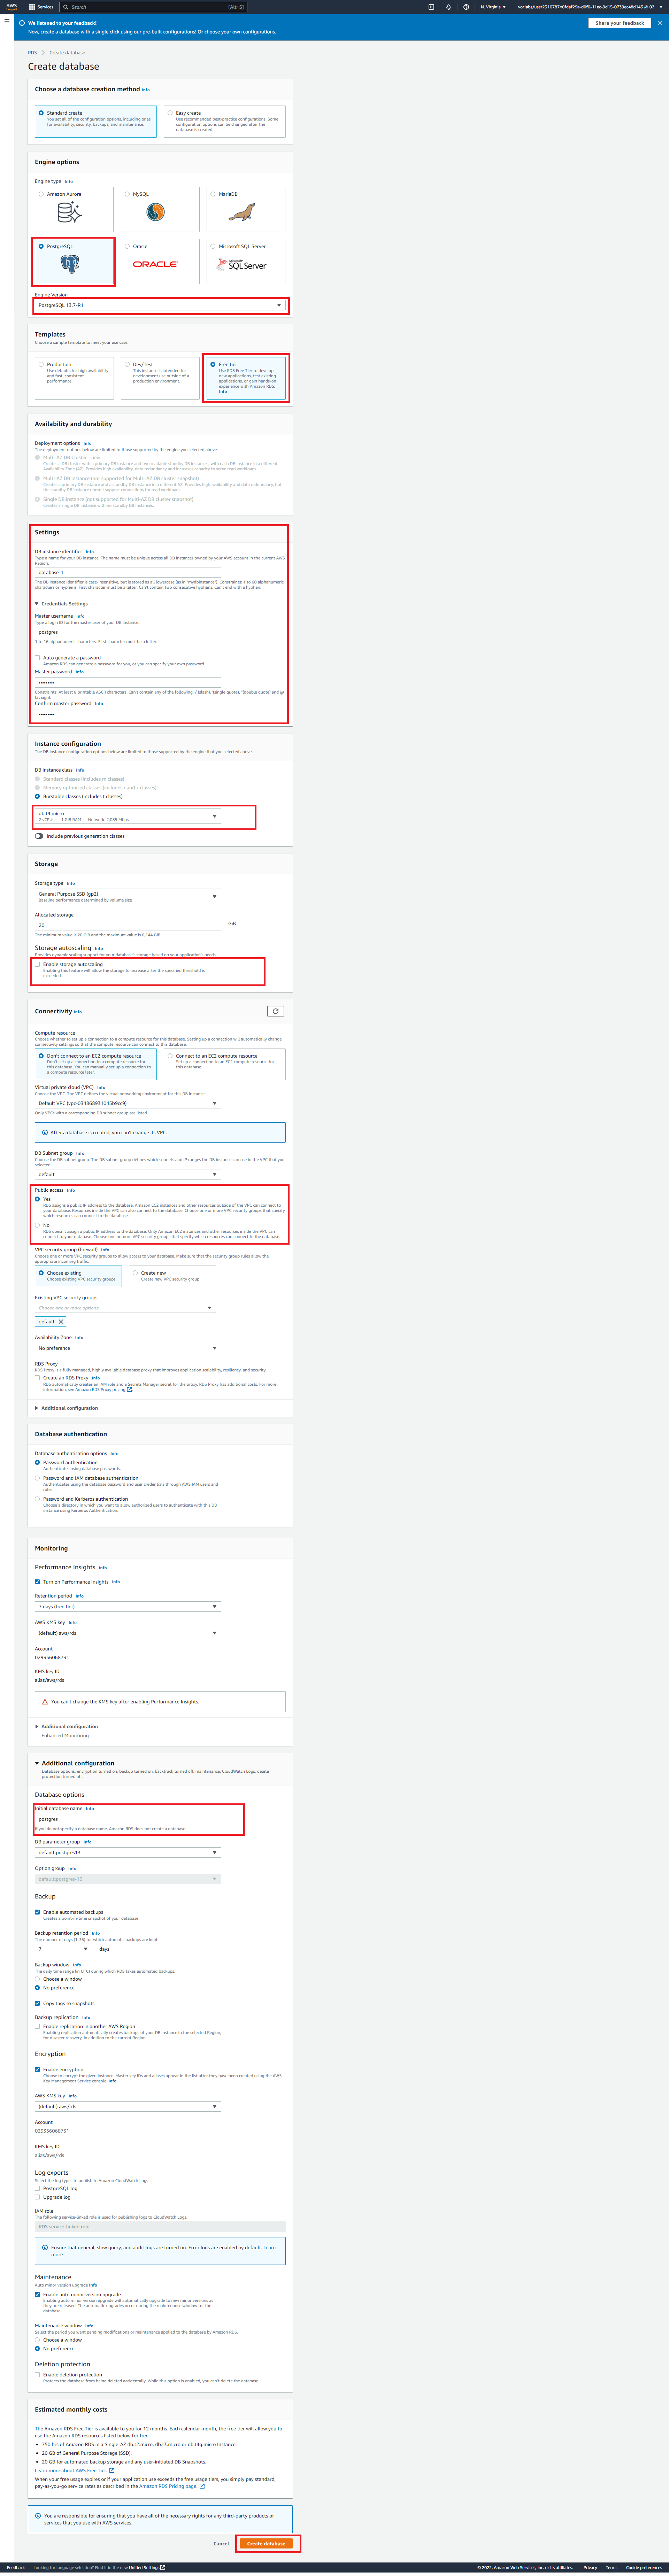 aws
Services
Search
[Alt+S]
N. Virginia
We listened to your feedback!
Now, create a database with a single click using our pre-built configurations! Or choose your own configurations.
Share your feedback
RDS > Create database
Create database
Choose a database creation method Info
Standard create
You set all of the configuration options, including ones
for availability, security, backups, and maintenance.
Easy create
Use recommended best-practice configurations. Some
configuration options can be changed after the
database is created.
Engine options
Engine type Info
Amazon Aurora
MySQL
MariaDB
PostgreSQL
Oracle
ORACLE
Microsoft SQL Server
Microsoft
SQL Server
Engine Version
PostgreSQL 13.7-R1
Templates
Choose a sample template to meet your use case.
Production
Use defaults for high availability
and fast, consistent
performance.
Dev/Test
This instance is intended for
development use outside of a
production environment.
Free tier
Use RDS Free Tier to develop
new applications, test existing
applications, or gain hands-on
experience with Amazon RDS.
Info
Availability and durability
Deployment options Info
The deployment options below are limited to those supported by the engine you selected above.
Multi-AZ DB Cluster - new
Creates a DB cluster with a primary DB instance and two readable standby DB instances, with each DB instance in a different
Availability Zone (AZ). Provides high availability, data redundancy and increases capacity to serve read workloads.
Multi-AZ DB instance (not supported for Multi-AZ DB cluster snapshot)
Creates a primary DB instance and a standby DB instance in a different AZ. Provides high availability and data redundancy, but
the standby DB instance doesn't support connections for read workloads.
Single DB instance (not supported for Multi-AZ DB cluster snapshot)
Creates a single DB instance with no standby DB instances.
Settings
DB instance identifier Info
Type a name for your DB instance. The name must be unique across all DB instances owned by your AWS account in the current AWS
Region.
database-1
The DB instance identifier is case-insensitive, but is stored as all lowercase (as in "mydbinstance"). Constraints: 1 to 60 alphanumeric
characters or hyphens. First character must be a letter. Can't contain two consecutive hyphens. Can't end with a hyphen.
Credentials Settings
Master username Info
Type a login ID for the master user of your DB instance.
postgres
1 to 16 alphanumeric characters. First character must be a letter.
Auto generate a password
Amazon RDS can generate a password for you, or you can specify your own password.
Master password Info
••••••••
Constraints: At least 8 printable ASCII characters. Can't contain any of the following: / (slash), '(single quote), "(double quote) and @
(at sign).
Confirm master password Info
••••••••
Instance configuration
The DB instance configuration options below are limited to those supported by the engine that you selected above.
DB instance class Info
Standard classes (includes m classes)
Memory optimized classes (includes r and x classes)
Burstable classes (includes t classes)
db.t3.micro
2 vCPUs 1 GiB RAM Network: 2,085 Mbps
Include previous generation classes
Storage
Storage type Info
General Purpose SSD (gp2)
Baseline performance determined by volume size
Allocated storage
20
GiB
The minimum value is 20 GiB and the maximum value is 6,144 GiB
Storage autoscaling Info
Provides dynamic scaling support for your database's storage based on your application's needs.
Enable storage autoscaling
Enabling this feature will allow the storage to increase after the specified threshold is
exceeded.
Connectivity Info
Compute resource
Choose whether to set up a connection to a compute resource for this database. Setting up a connection will automatically change
connectivity settings so that the compute resource can connect to this database.
Don't connect to an EC2 compute resource
Don't set up a connection to a compute resource for
this database. You can manually set up a connection to
a compute resource later.
Connect to an EC2 compute resource
Set up a connection to an EC2 compute resource for
this database.
Virtual private cloud (VPC) Info
Choose the VPC. The VPC defines the virtual networking environment for this DB instance.
Default VPC (vpc-034868931045b9cc9)
Only VPCs with a corresponding DB subnet group are listed.
After a database is created, you can't change its VPC.
DB Subnet group Info
Choose the DB subnet group. The DB subnet group defines which subnets and IP ranges the DB instance can use in the VPC that you
selected.
default
Public access Info
Yes
RDS assigns a public IP address to the database. Amazon EC2 instances and other resources outside of the VPC can connect to
your database. Resources inside the VPC can also connect to the database. Choose one or more VPC security groups that specify
which resources can connect to the database.
No
RDS doesn't assign a public IP address to the database. Only Amazon EC2 instances and other resources inside the VPC can
connect to your database. Choose one or more VPC security groups that specify which resources can connect to the database.
VPC security group (firewall) Info
Choose one or more VPC security groups to allow access to your database. Make sure that the security group rules allow the
appropriate incoming traffic.
Choose existing
Choose existing VPC security groups
Create new
Create new VPC security group
Existing VPC security groups
Choose one or more options
default
Availability Zone Info
No preference
RDS Proxy
RDS Proxy is a fully managed, highly available database proxy that improves application scalability, resiliency, and security.
Create an RDS Proxy Info
RDS automatically creates an IAM role and a Secrets Manager secret for the proxy. RDS Proxy has additional costs. For more
information, see Amazon RDS Proxy pricing
Additional configuration
Database authentication
Database authentication options Info
Password authentication
Authenticates using database passwords.
Password and IAM database authentication
Authenticates using the database password and user credentials through AWS IAM users and
roles.
Password and Kerberos authentication
Choose a directory in which you want to allow authorized users to authenticate with this DB
instance using Kerberos Authentication.
Monitoring
Performance Insights Info
Turn on Performance Insights Info
Retention period Info
7 days (free tier)
AWS KMS key Info
(default) aws/rds
Account
029356068731
KMS key ID
alias/aws/rds
You can't change the KMS key after enabling Performance Insights.
Additional configuration
Enhanced Monitoring
Additional configuration
Database options, encryption turned on, backup turned on, backtrack turned off, maintenance, CloudWatch Logs, delete
protection turned off.
Database options
Initial database name Info
postgres
If you do not specify a database name, Amazon RDS does not create a database.
DB parameter group Info
default.postgres13
Option group Info
default:postgres-13
Backup
Enable automated backups
Creates a point-in-time snapshot of your database
Backup retention period Info
The number of days (1-35) for which automatic backups are kept.
7
days
Backup window Info
The daily time range (in UTC) during which RDS takes automated backups.
Choose a window
No preference
Copy tags to snapshots
Backup replication Info
Enable replication in another AWS Region
Enabling replication automatically creates backups of your DB instance in the selected Region,
for disaster recovery, in addition to the current Region.
Encryption
Enable encryption
Choose to encrypt the given instance. Master key IDs and aliases appear in the list after they have been created using the AWS
Key Management Service console. Info
AWS KMS key Info
(default) aws/rds
Account
029356068731
KMS key ID
alias/aws/rds
Log exports
Select the log types to publish to Amazon CloudWatch Logs
PostgreSQL log
Upgrade log
IAM role
The following service-linked role is used for publishing logs to CloudWatch Logs.
RDS service-linked role
Ensure that general, slow query, and audit logs are turned on. Error logs are enabled by default. Learn
more
Maintenance
Auto minor version upgrade Info
Enable auto minor version upgrade
Enabling auto minor version upgrade will automatically upgrade to new minor versions as
they are released. The automatic upgrades occur during the maintenance window for the
database.
Maintenance window Info
Select the period you want pending modifications or maintenance applied to the database by Amazon RDS.
Choose a window
No preference
Deletion protection
Enable deletion protection
Protects the database from being deleted accidentally. While this option is enabled, you can't delete the database.
Estimated monthly costs
The Amazon RDS Free Tier is available to you for 12 months. Each calendar month, the free tier will allow you to
use the Amazon RDS resources listed below for free:
• 750 hrs of Amazon RDS in a Single-AZ db.t2.micro, db.t3.micro or db.t4g.micro Instance.
• 20 GB of General Purpose Storage (SSD).
• 20 GB for automated backup storage and any user-initiated DB Snapshots.
Learn more about AWS Free Tier.
When your free usage expires or if your application use exceeds the free usage tiers, you simply pay standard,
pay-as-you-go service rates as described in the Amazon RDS Pricing page.
You are responsible for ensuring that you have all of the necessary rights for any third-party products or
services that you use with AWS services.
Cancel
Create database
Feedback
Looking for language selection? Find it in the new Unified Settings
© 2022, Amazon Web Services, Inc. or its affiliates.
Privacy
Terms
Cookie preferences